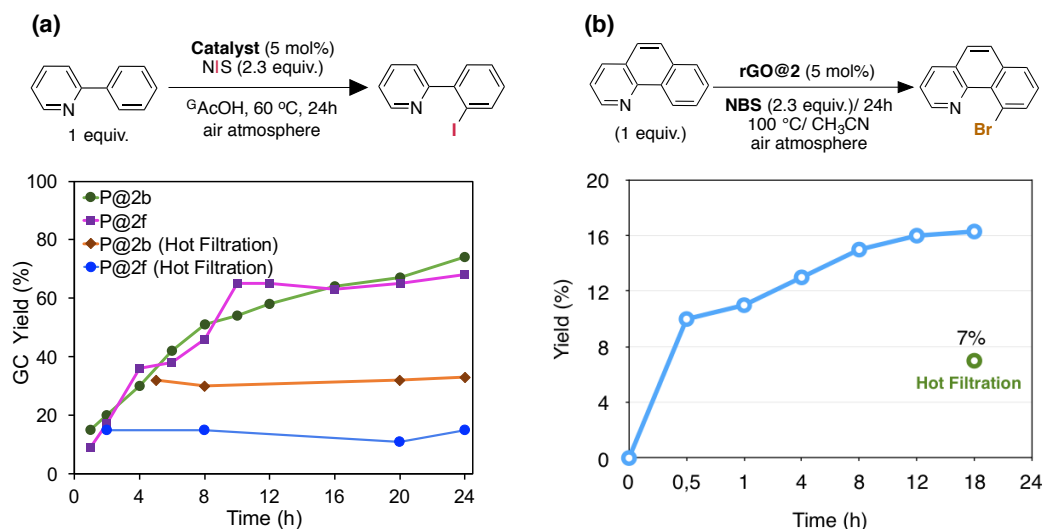 (a)
Catalyst (5 mol%)
NIS (2.3 equiv.)
ᴳAcOH, 60 ºC, 24h
air atmosphere
N
1 equiv.
N
I
100
80
60
40
20
0
GC Yield (%)
P@2b
P@2f
P@2b (Hot Filtration)
P@2f (Hot Filtration)
0 4 8 12 16 20 24
Time (h)
(b)
rGO@2 (5 mol%)
NBS (2.3 equiv.)/ 24h
100 °C/ CH₃CN
air atmosphere
N
(1 equiv.)
N
Br
20
16
12
8
4
0
Yield (%)
7%
Hot Filtration
0 0,5 1 4 8 12 18 24
Time (h)